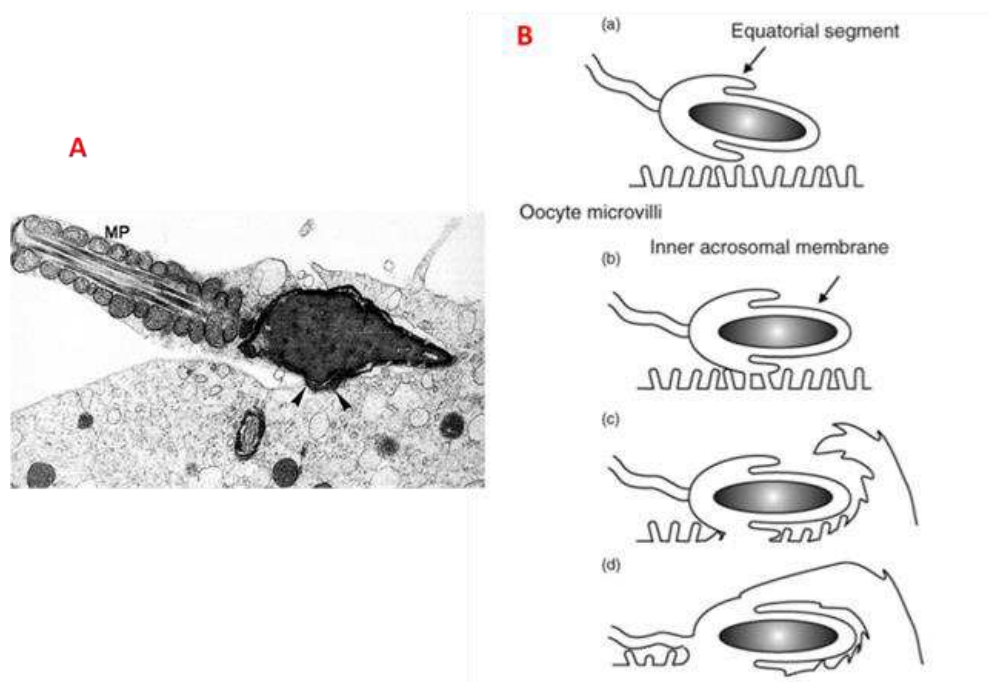 A
MP
B
(a)
Equatorial segment
Oocyte microvilli
(b)
Inner acrosomal membrane
(c)
(d)